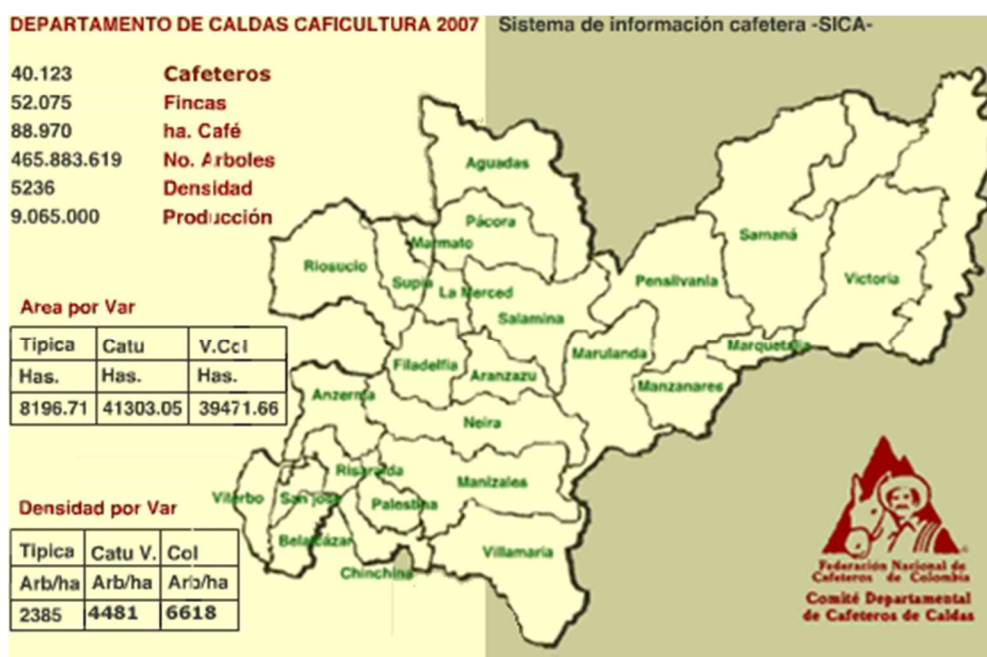 DEPARTAMENTO DE CALDAS CAFICULTURA 2007 Sistema de información cafetera -SICA-
40.123 Cafeteros
52.075 Fincas
88.970 ha. Café
465.883.619 No. Arboles
5236 Densidad
9.065.000 Producción
Aguadas
Pácora
Marmato
Riosucio
Supía
La Merced
Salamina
Samaná
Pensilvania
Victoria
Area por Var
Tipica Catu V.Col
Has. Has. Has.
8196.71 41303.05 39471.66
Filadelfia
Aranzazu
Marulanda
Marquetalia
Manzanares
Anzerma
Neira
Risaralda
Manizales
Viterbo
San jose
Palestina
Belalcázar
Villamaria
Chinchina
Densidad por Var
Tipica Catu V. Col
Arb/ha Arb/ha Arb/ha
2385 4481 6618
Federación Nacional de
Cafeteros de Colombia
Comité Departamental
de Cafeteros de Caldas